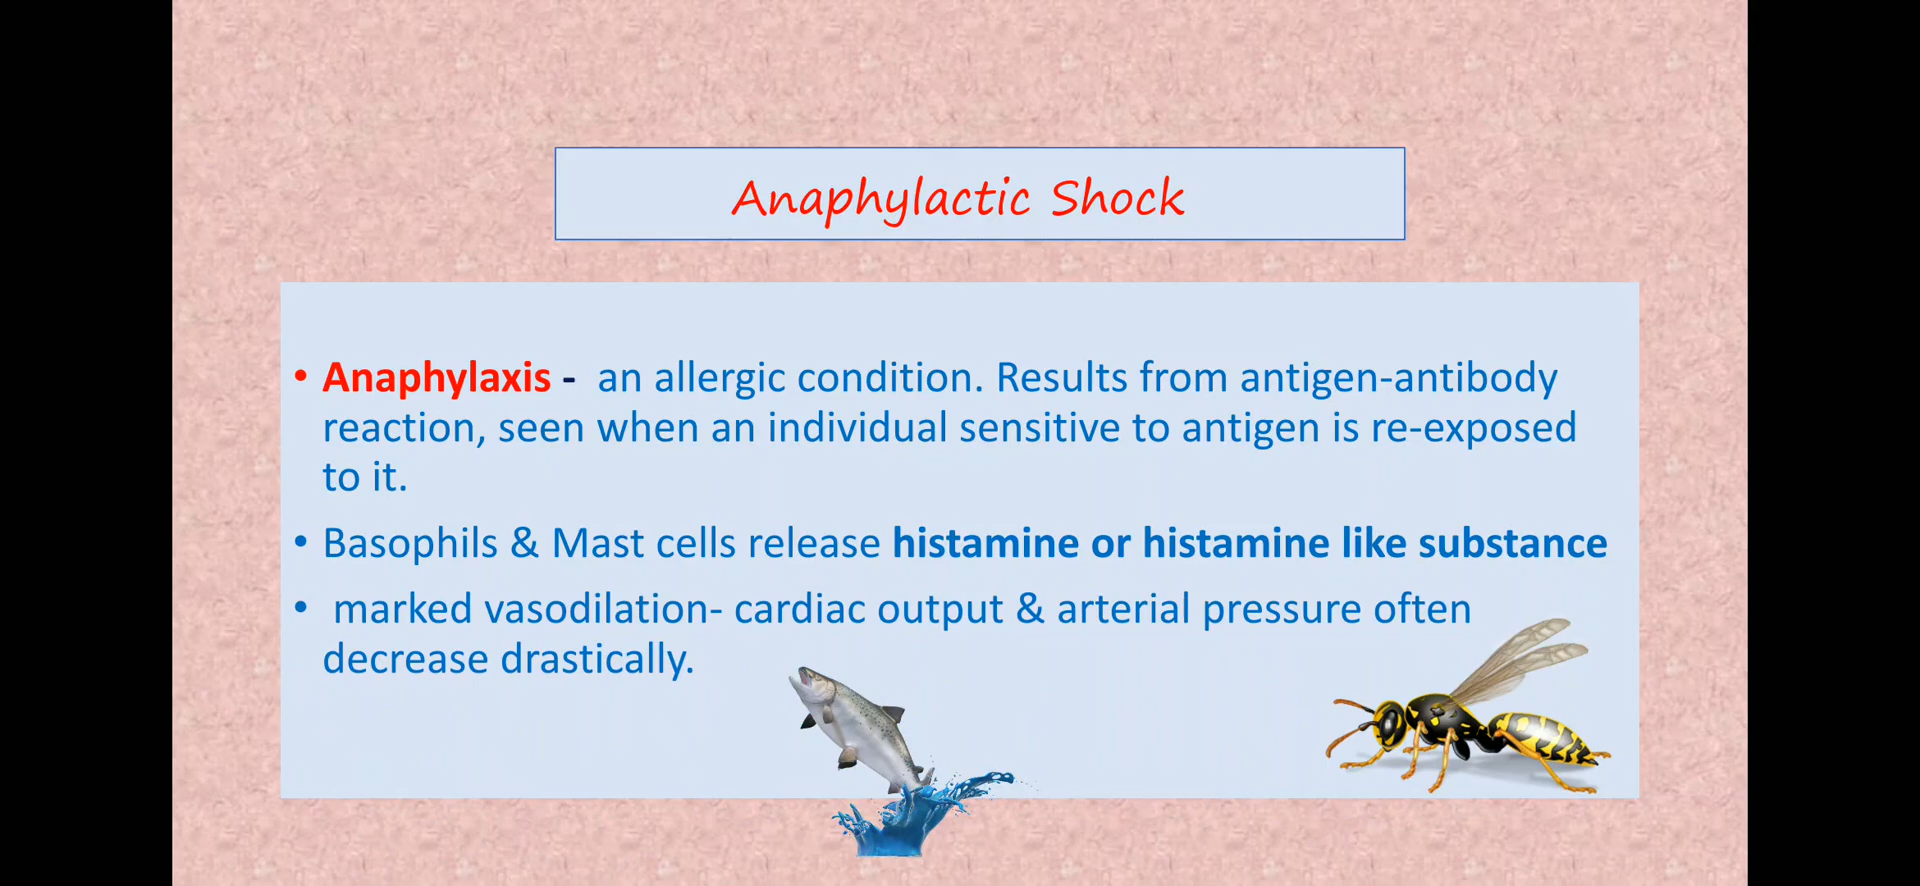 Anaphylactic Shock
• Anaphylaxis - an allergic condition. Results from antigen-antibody
reaction, seen when an individual sensitive to antigen is re-exposed
to it.
• Basophils & Mast cells release histamine or histamine like substance
• marked vasodilation- cardiac output & arterial pressure often
decrease drastically.